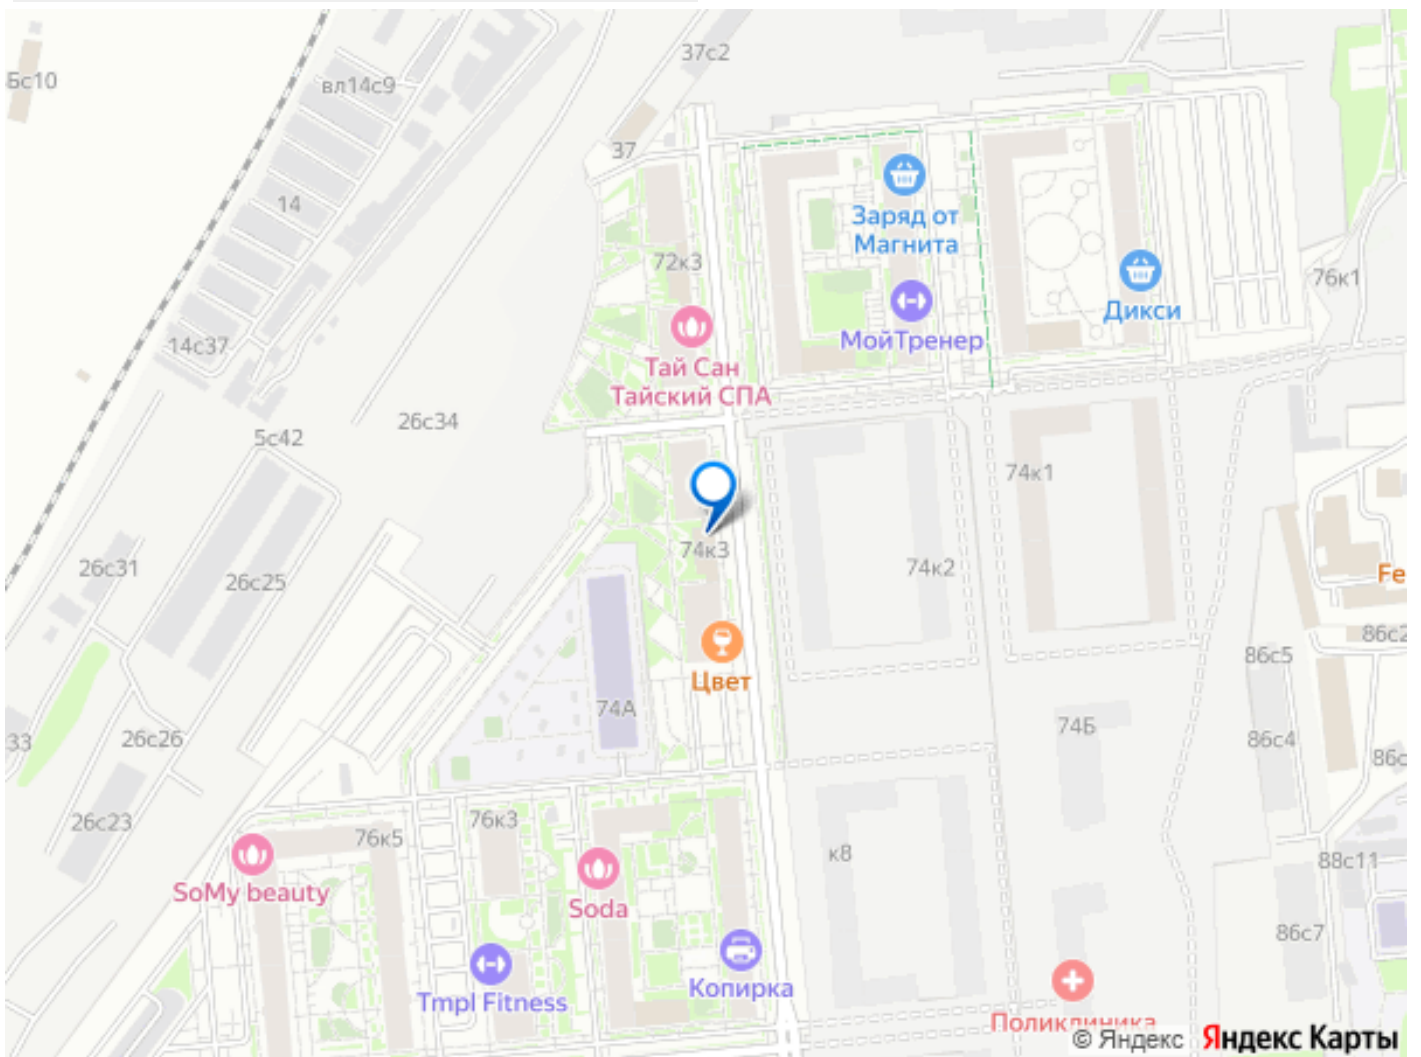 37с2
Бс10
вл14с9
37
14
Заряд от
Магнита
72к3
76к1
Дикси
14с37
МойТренер
Тай Сан
Тайский СПА
26с34
5с42
74к1
74к3
26с31
26с25
74к2
Fe
86с2
86с5
Цвет
74А
33
26с26
74Б
86с4
86с
26с23
76к5
76к3
к8
88с11
SoMy beauty
Soda
86с7
Копирка
Tmpl Fitness
Поликлиника
© Яндекс Яндекс Карты